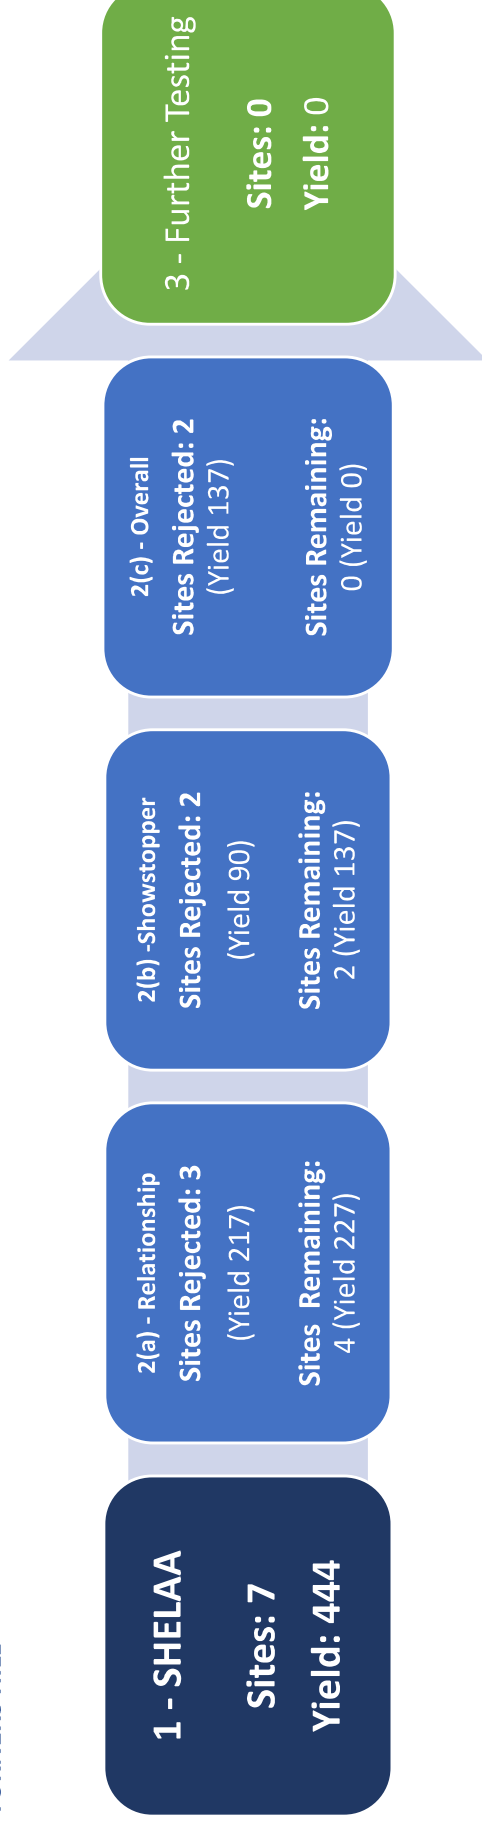 1 - SHELAA
Sites: 7
Yield: 444
2(a) - Relationship
Sites Rejected: 3
(Yield 217)
Sites Remaining:
4 (Yield 227)
2(b) -Showstopper
Sites Rejected: 2
(Yield 90)
Sites Remaining:
2 (Yield 137)
2(c) - Overall
Sites Rejected: 2
(Yield 137)
Sites Remaining:
0 (Yield 0)
3 - Further Testing
Sites: 0
Yield: 0